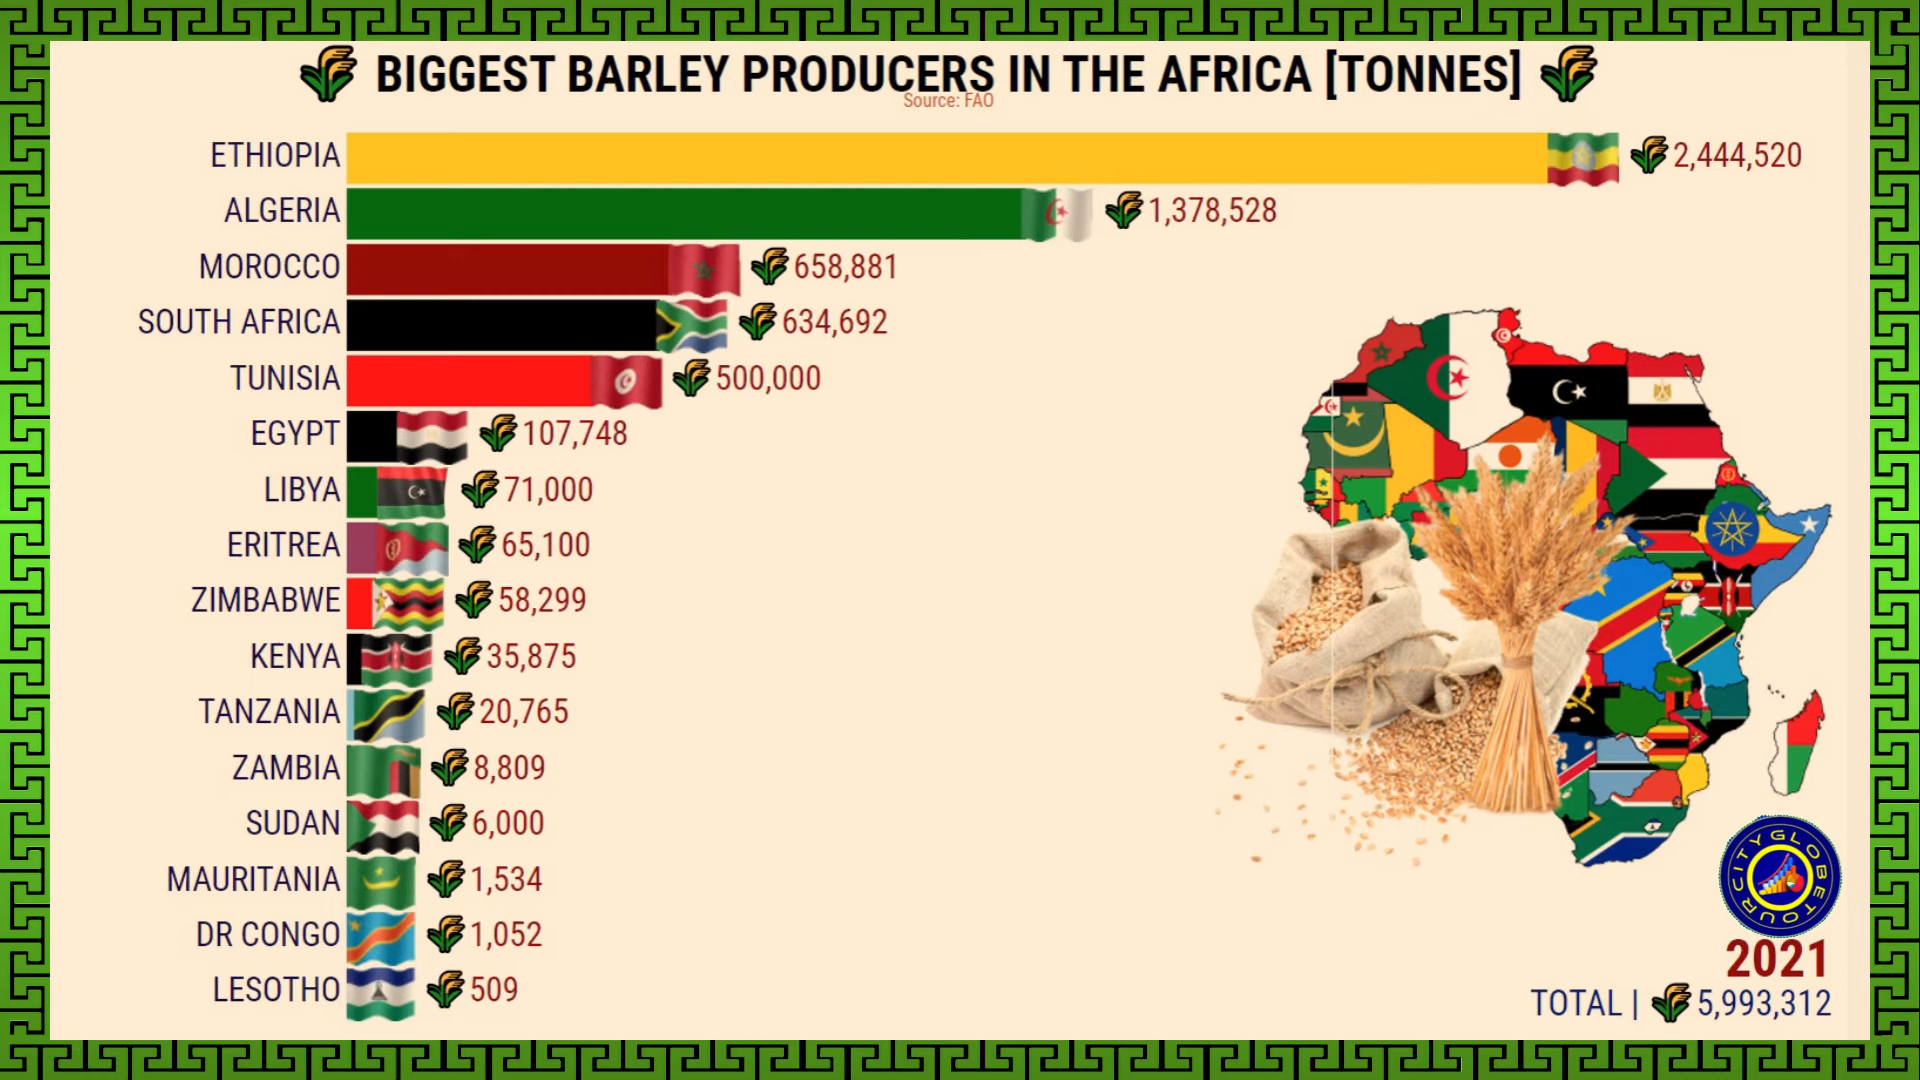 BIGGEST BARLEY PRODUCERS IN THE AFRICA [TONNES]
Source: FAO
ETHIOPIA 2,444,520
ALGERIA 1,378,528
MOROCCO 658,881
SOUTH AFRICA 634,692
TUNISIA 500,000
EGYPT 107,748
LIBYA 71,000
ERITREA 65,100
ZIMBABWE 58,299
KENYA 35,875
TANZANIA 20,765
ZAMBIA 8,809
SUDAN 6,000
MAURITANIA 1,534
DR CONGO 1,052
LESOTHO 509
CITY GLOBE TOUR
2021
TOTAL | 5,993,312